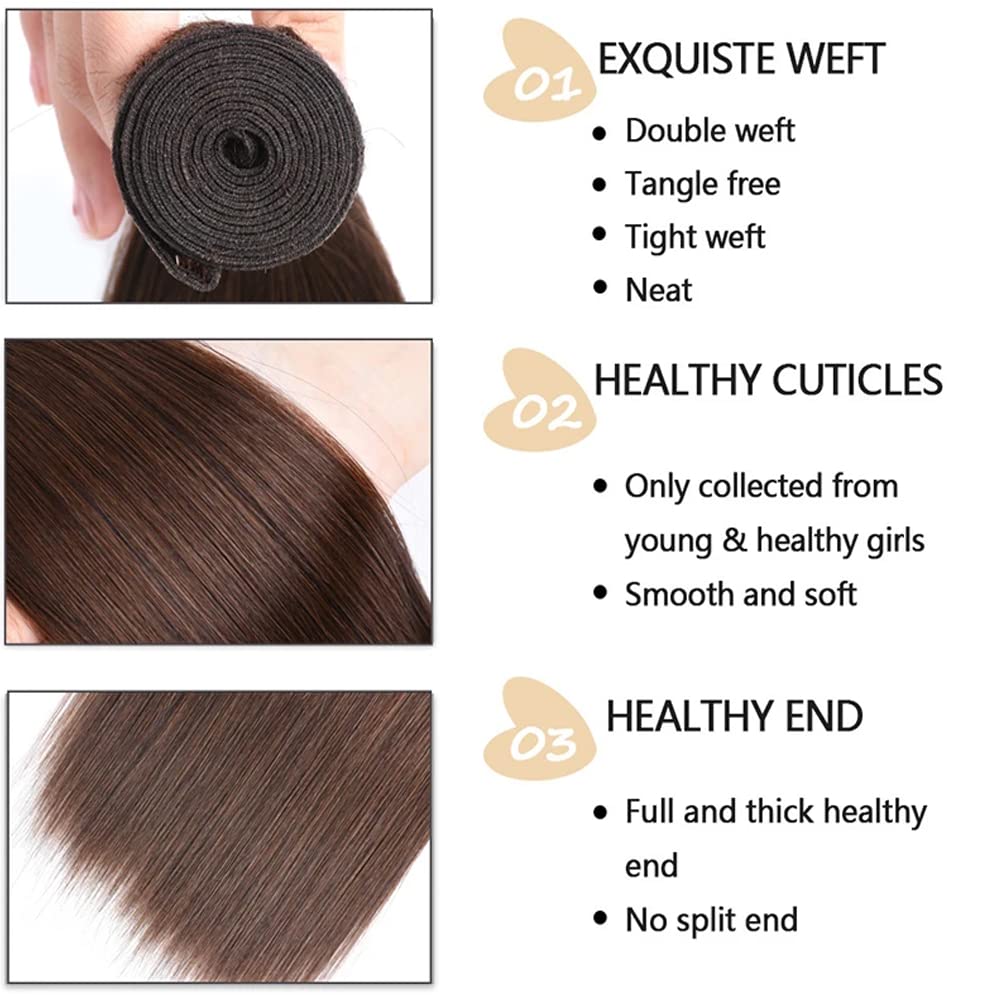 01
EXQUISTE WEFT
• Double weft
• Tangle free
• Tight weft
• Neat
02
HEALTHY CUTICLES
• Only collected from
young & healthy girls
• Smooth and soft
03
HEALTHY END
• Full and thick healthy
end
• No split end